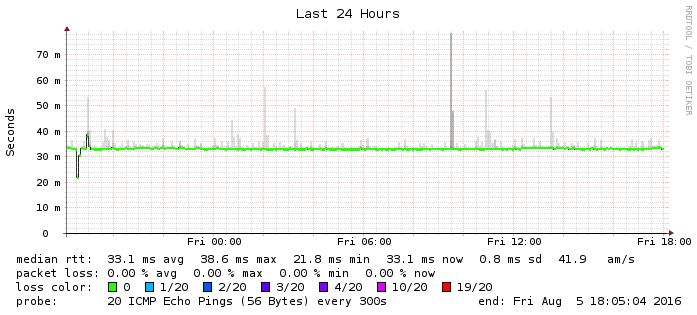 Last 24 Hours
RRDTOOL / TOBI OETIKER
Seconds
70 m
60 m
50 m
40 m
30 m
20 m
10 m
0
Fri 00:00 Fri 06:00 Fri 12:00 Fri 18:00
median rtt: 33.1 ms avg 38.6 ms max 21.8 ms min 33.1 ms now 0.8 ms sd 41.9 am/s
packet loss: 0.00 % avg 0.00 % max 0.00 % min 0.00 % now
loss color: 0 1/20 2/20 3/20 4/20 10/20 19/20
probe: 20 ICMP Echo Pings (56 Bytes) every 300s end: Fri Aug 5 18:05:04 2016